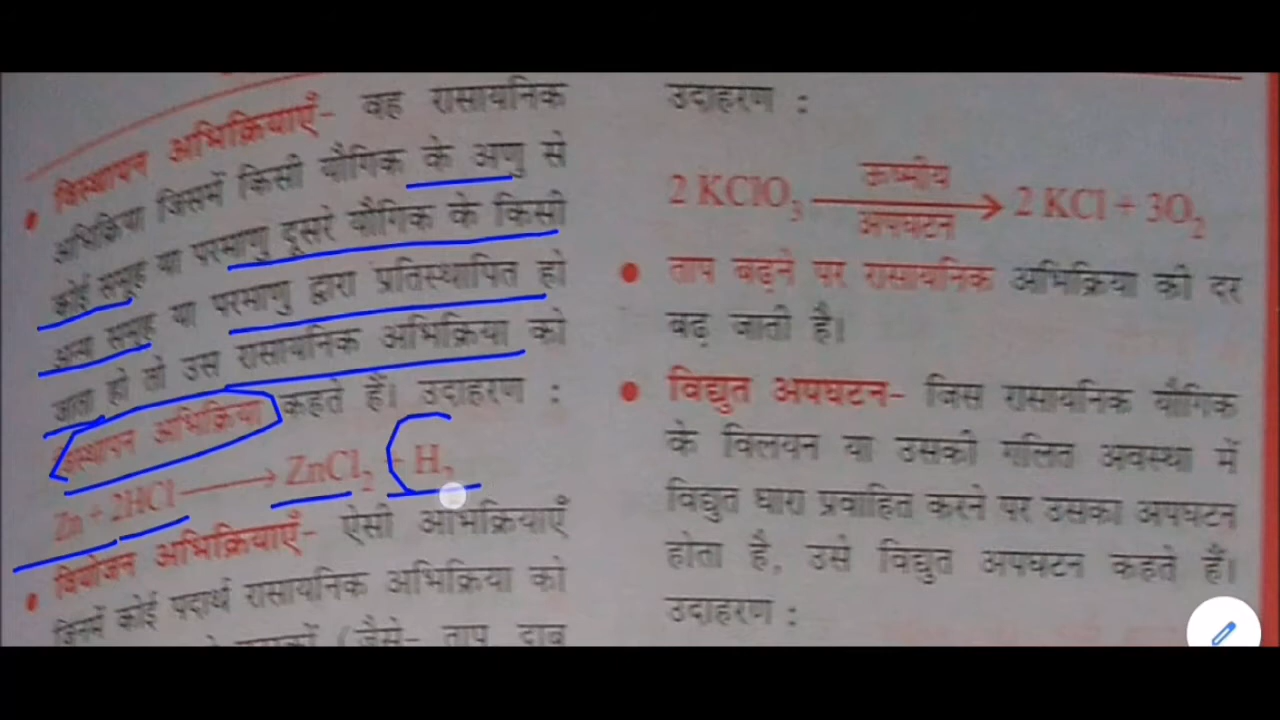 विस्थापन अभिक्रियाएँ- वह रासायनिक
अभिक्रिया जिसमें किसी यौगिक के अणु से
कोई समूह या परमाणु दूसरे यौगिक के किसी
अन्य समूह या परमाणु द्वारा प्रतिस्थापित हो
जाता हो तो उस रासायनिक अभिक्रिया को
विस्थापन अभिक्रिया कहते हैं। उदाहरण :
Zn + 2HCl ⟶ ZnCl₂ + H₂
वियोजन अभिक्रियाएँ- ऐसी अभिक्रियाएँ
जिनमें कोई पदार्थ रासायनिक अभिक्रिया को
(जैसे- ताप दाब
उदाहरण :
ऊष्मीय
2 KClO₃ ⟶ 2 KCl + 3O₂
अपघटन
ताप बढ़ने पर रासायनिक अभिक्रिया की दर
बढ़ जाती है।
विद्युत अपघटन- जिस रासायनिक यौगिक
के विलयन या उसकी गलित अवस्था में
विद्युत धारा प्रवाहित करने पर उसका अपघटन
होता है, उसे विद्युत अपघटन कहते हैं।
उदाहरण :